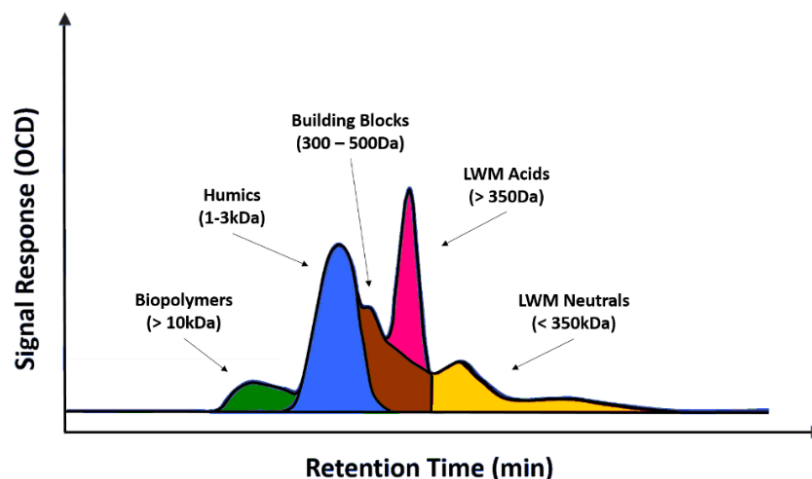 Signal Response (OCD)
Building Blocks
(300 – 500Da)
LWM Acids
(> 350Da)
Humics
(1-3kDa)
Biopolymers
(> 10kDa)
LWM Neutrals
(< 350kDa)
Retention Time (min)